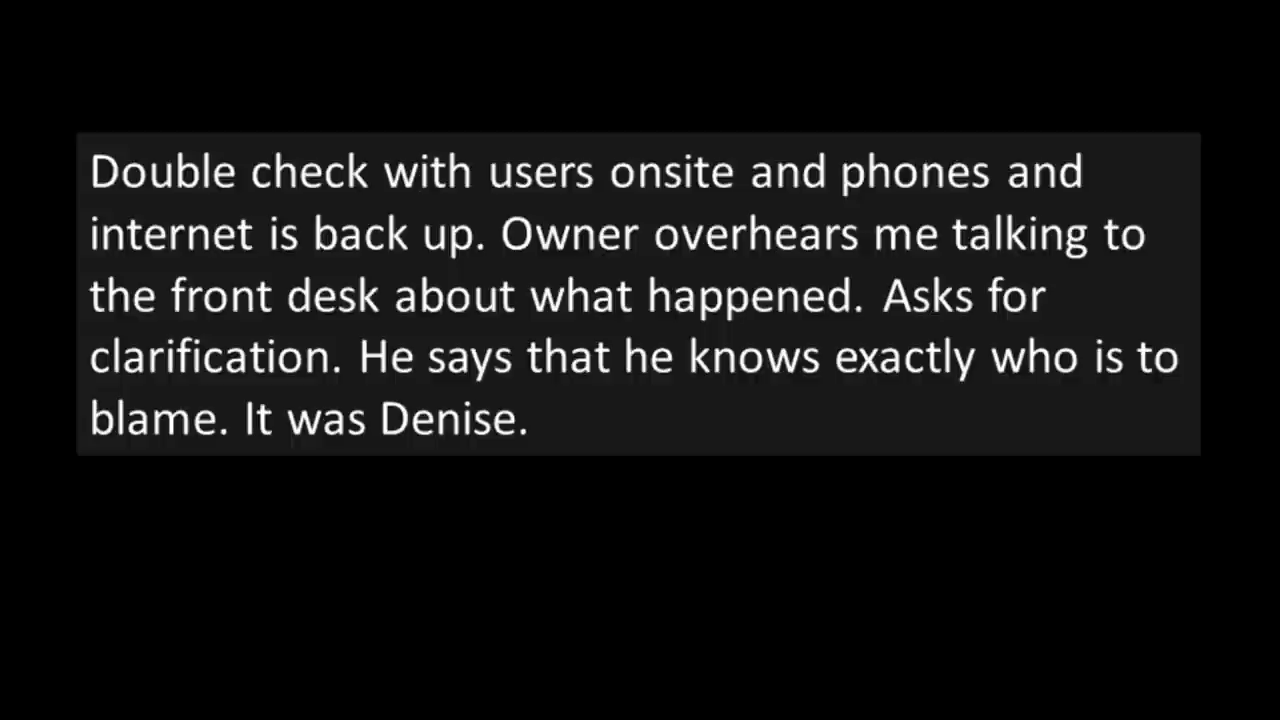 Double check with users onsite and phones and
internet is back up. Owner overhears me talking to
the front desk about what happened. Asks for
clarification. He says that he knows exactly who is to
blame. It was Denise.